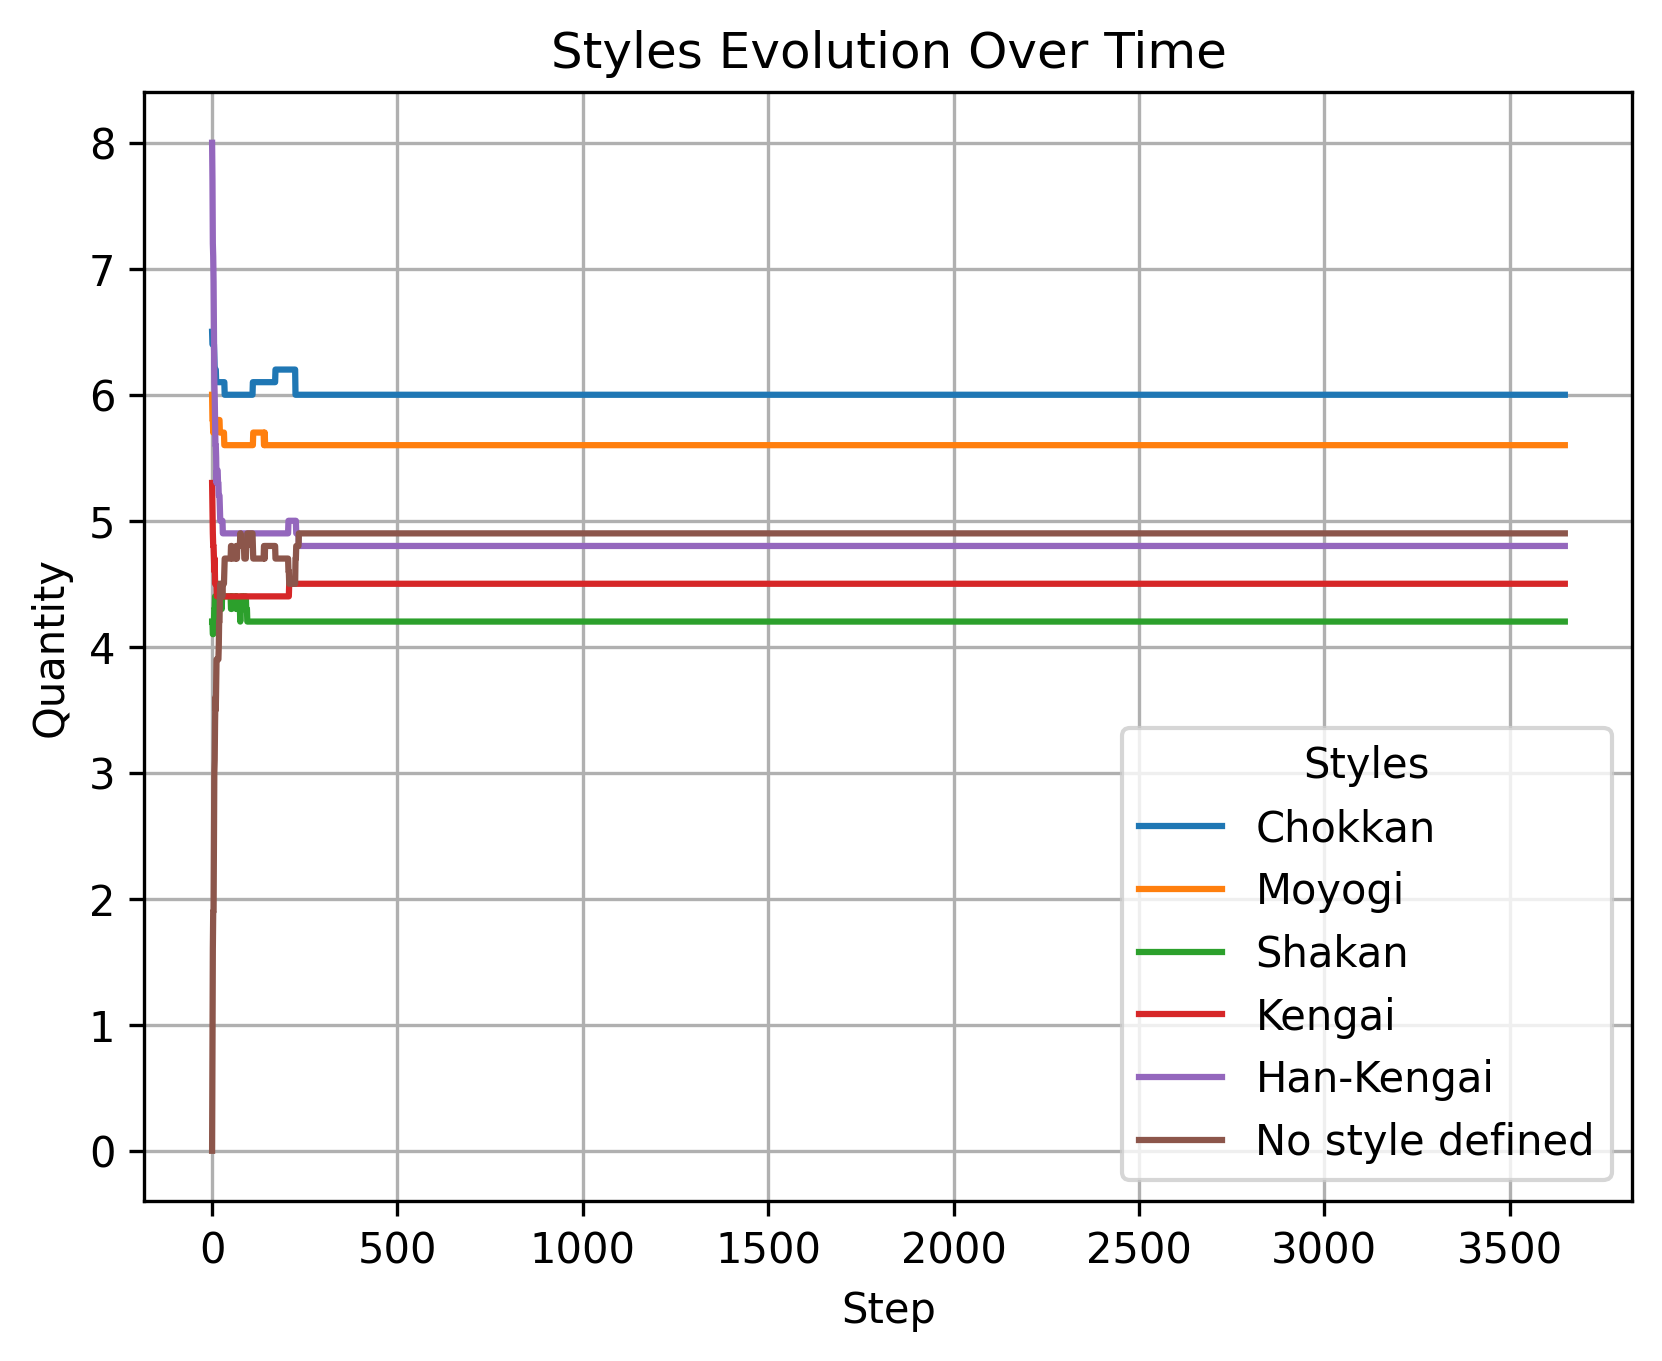 Styles Evolution Over Time
8
7
6
5
4
3
2
1
0
Quantity
Styles
Chokkan
Moyogi
Shakan
Kengai
Han-Kengai
No style defined
0 500 1000 1500 2000 2500 3000 3500
Step